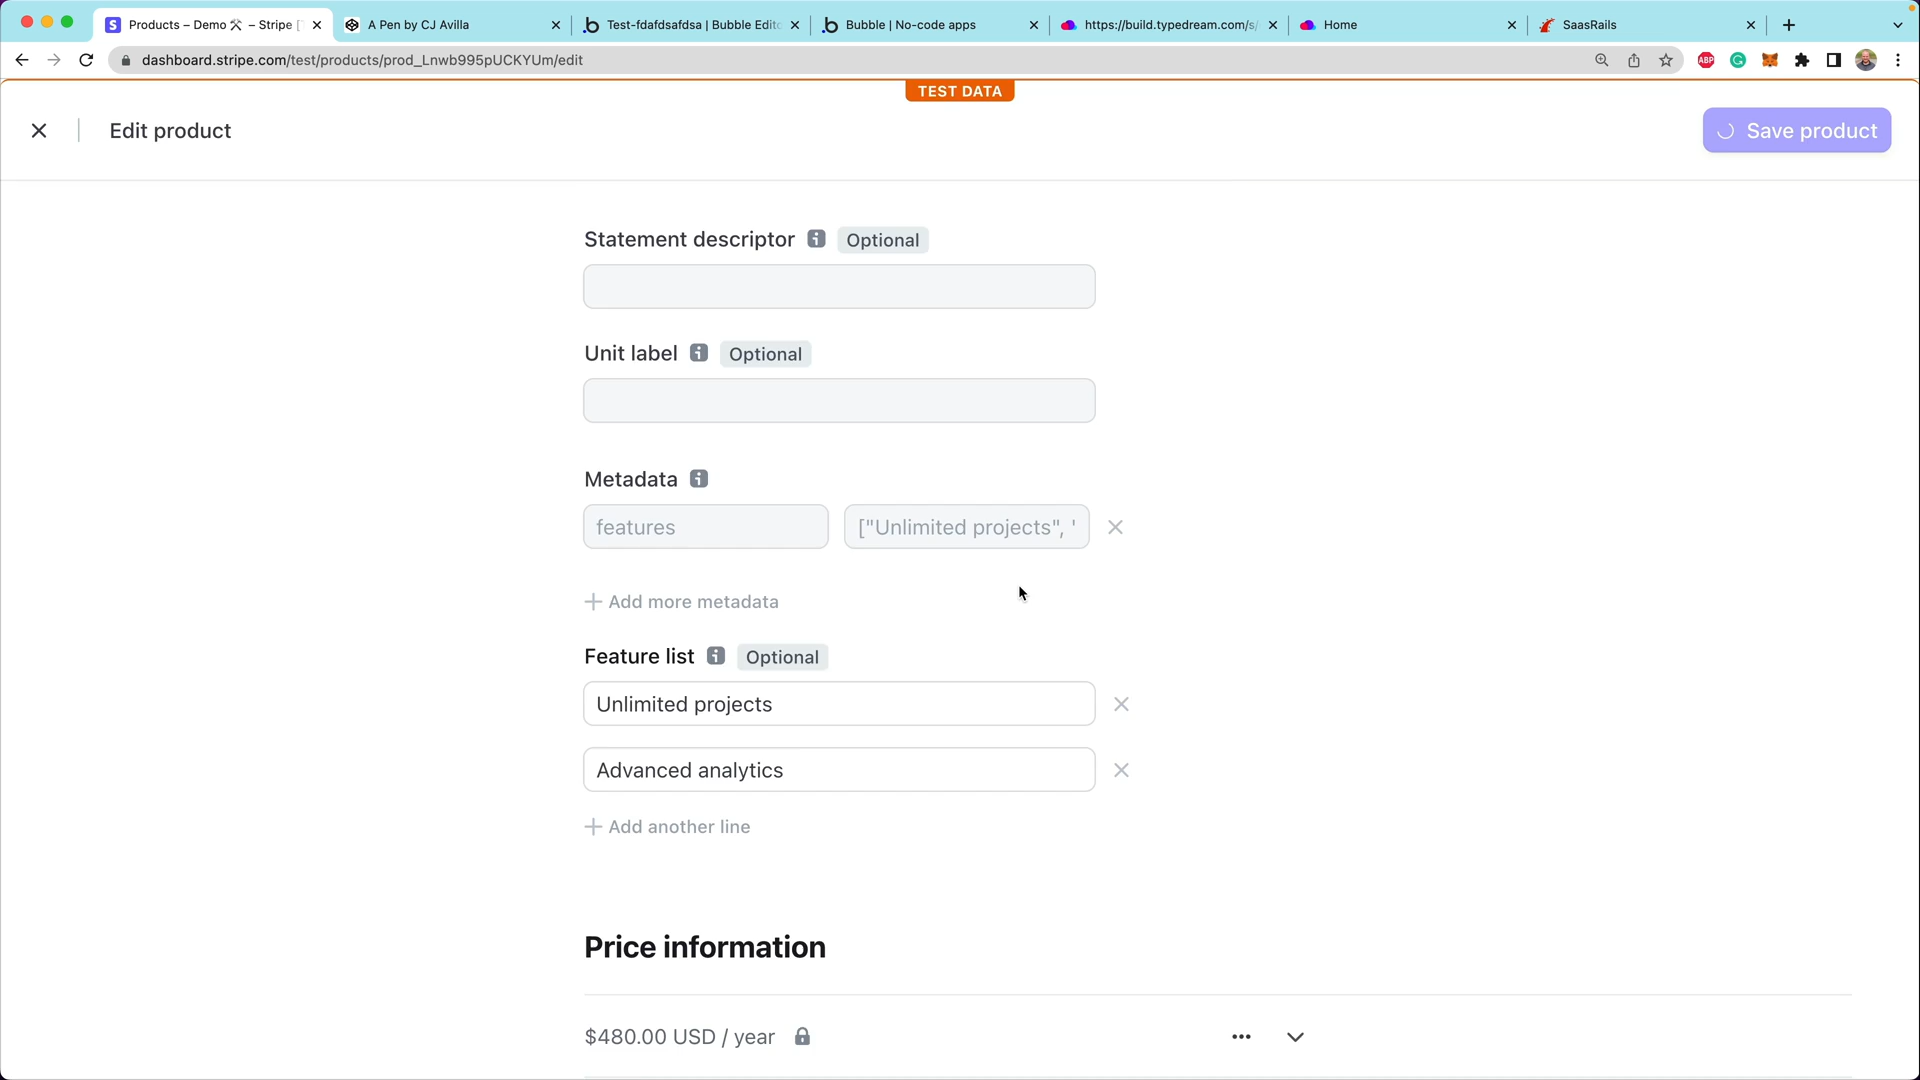 Products – Demo 🛠 – Stripe [
A Pen by CJ Avilla
Test-fdafdsafdsa | Bubble Edito
Bubble | No-code apps
https://build.typedream.com/s/
Home
SaasRails
dashboard.stripe.com/test/products/prod_Lnwb995pUCKYUm/edit
ABP
TEST DATA
Edit product
Save product
Statement descriptor Optional
Unit label Optional
Metadata
features
["Unlimited projects", "
Add more metadata
Feature list Optional
Unlimited projects
Advanced analytics
Add another line
Price information
$480.00 USD / year